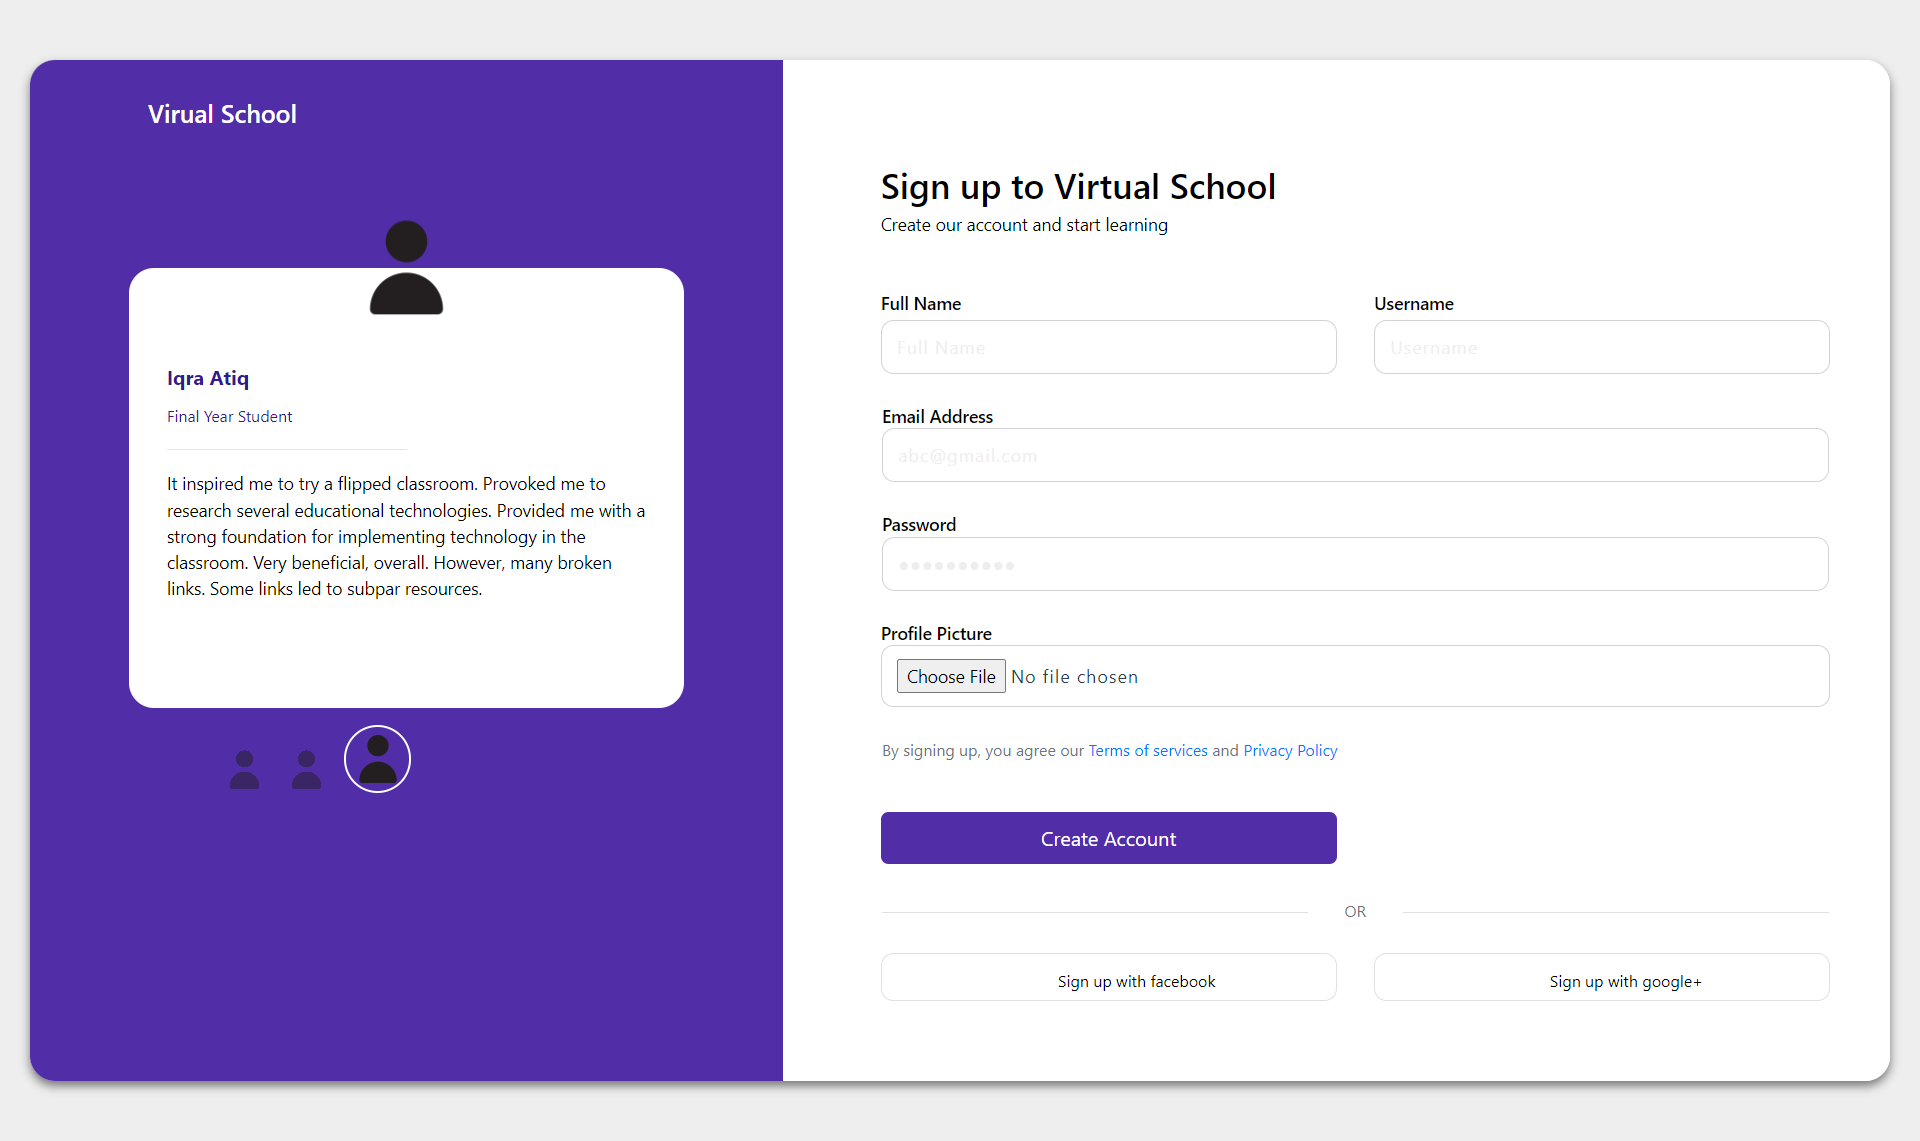 Virual School
Iqra Atiq
Final Year Student
It inspired me to try a flipped classroom. Provoked me to
research several educational technologies. Provided me with a
strong foundation for implementing technology in the
classroom. Very beneficial, overall. However, many broken
links. Some links led to subpar resources.
Sign up to Virtual School
Create our account and start learning
Full Name
Username
Full Name
Username
Email Address
abc@gmail.com
Password
●●●●●●●●●●
Profile Picture
Choose File No file chosen
By signing up, you agree our Terms of services and Privacy Policy
Create Account
OR
Sign up with facebook
Sign up with google+